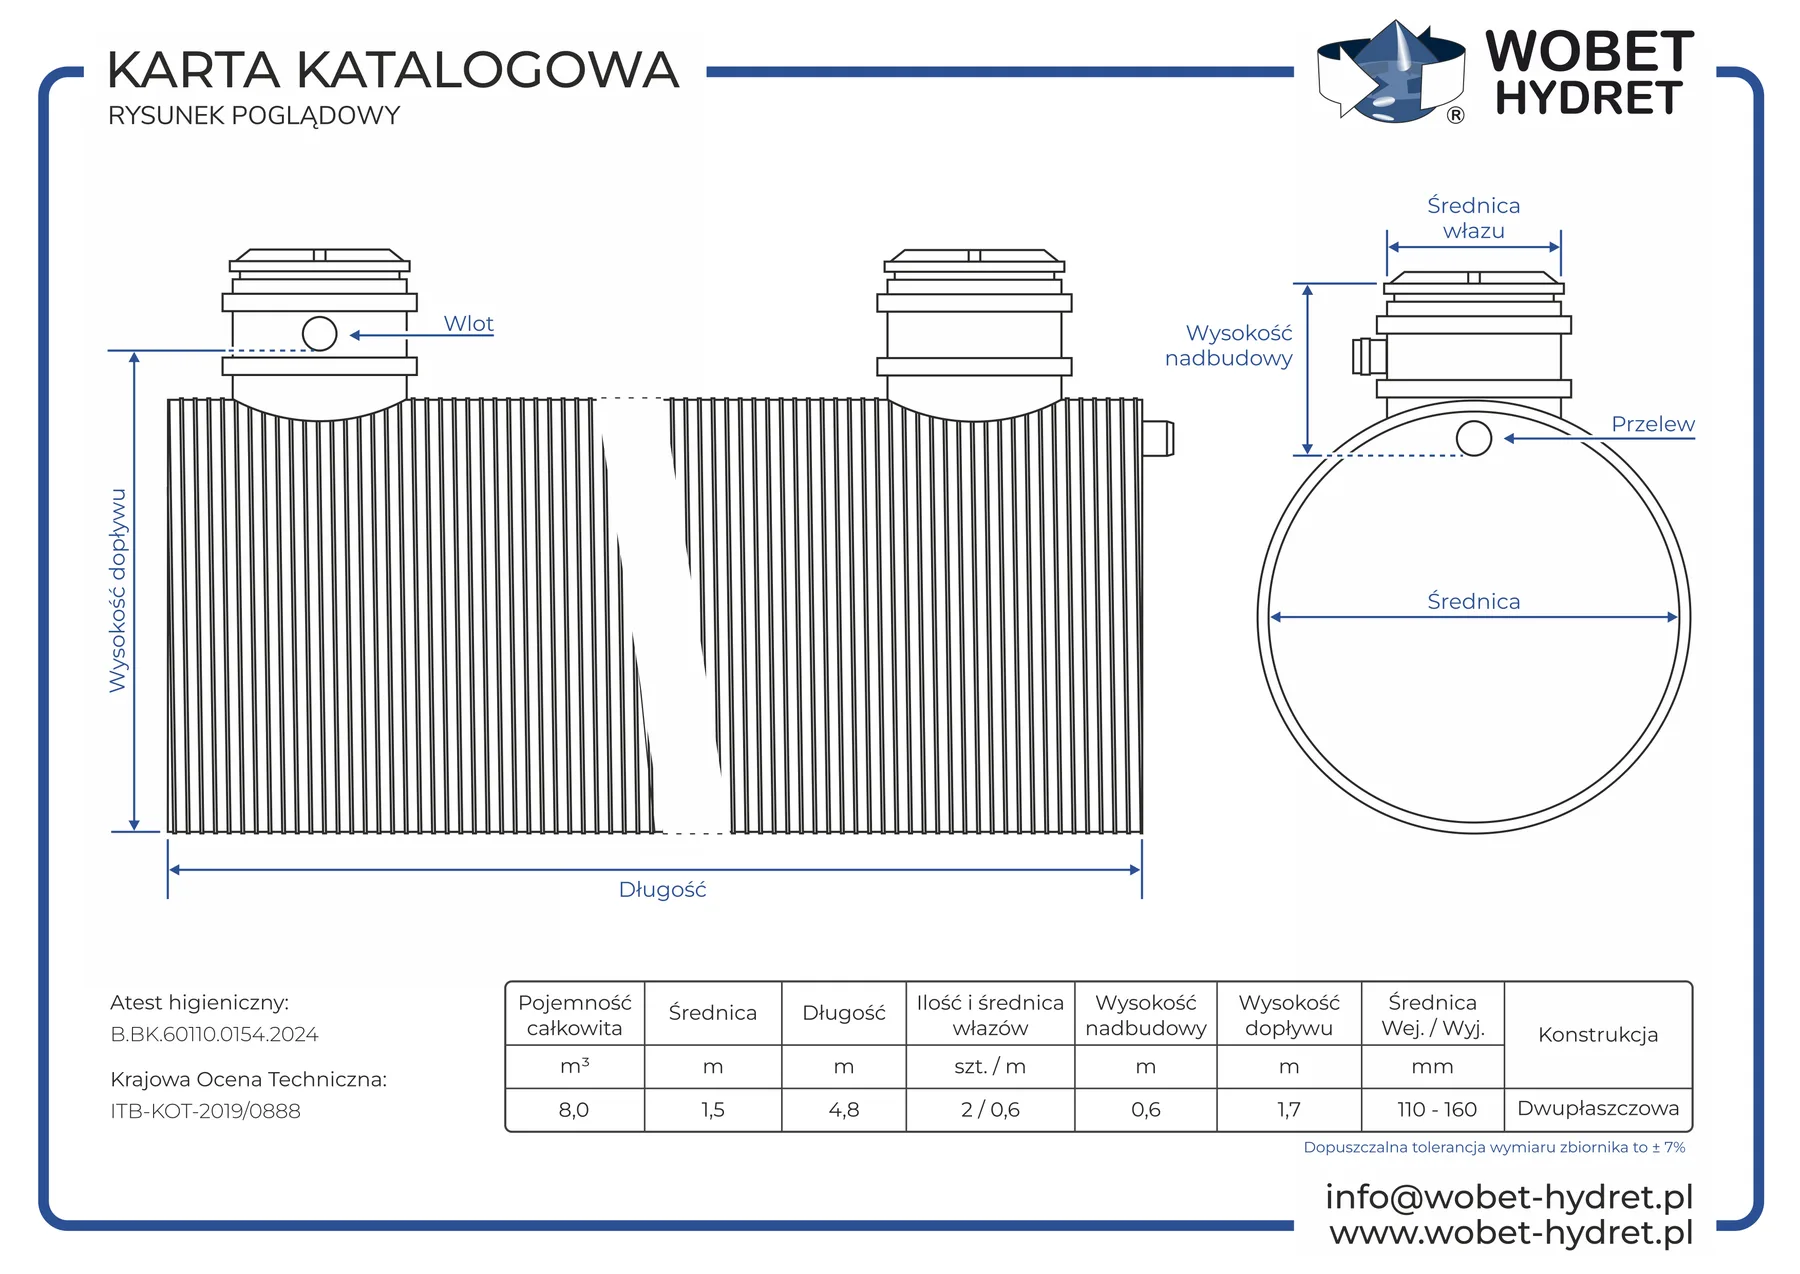 KARTA KATALOGOWA
RYSUNEK POGLĄDOWY
WOBET
HYDRET
®
Średnica
włazu
Wlot
Wysokość
nadbudowy
Przelew
Wysokość dopływu
Średnica
Długość
Atest higieniczny:
B.BK.60110.0154.2024
Krajowa Ocena Techniczna:
ITB-KOT-2019/0888
Pojemność całkowita Średnica Długość Ilość i średnica włazów Wysokość nadbudowy Wysokość dopływu Średnica Wej. / Wyj. Konstrukcja
m³ m m szt. / m m m mm
8,0 1,5 4,8 2 / 0,6 0,6 1,7 110 - 160 Dwupłaszczowa
Dopuszczalna tolerancja wymiaru zbiornika to ± 7%
info@wobet-hydret.pl
www.wobet-hydret.pl